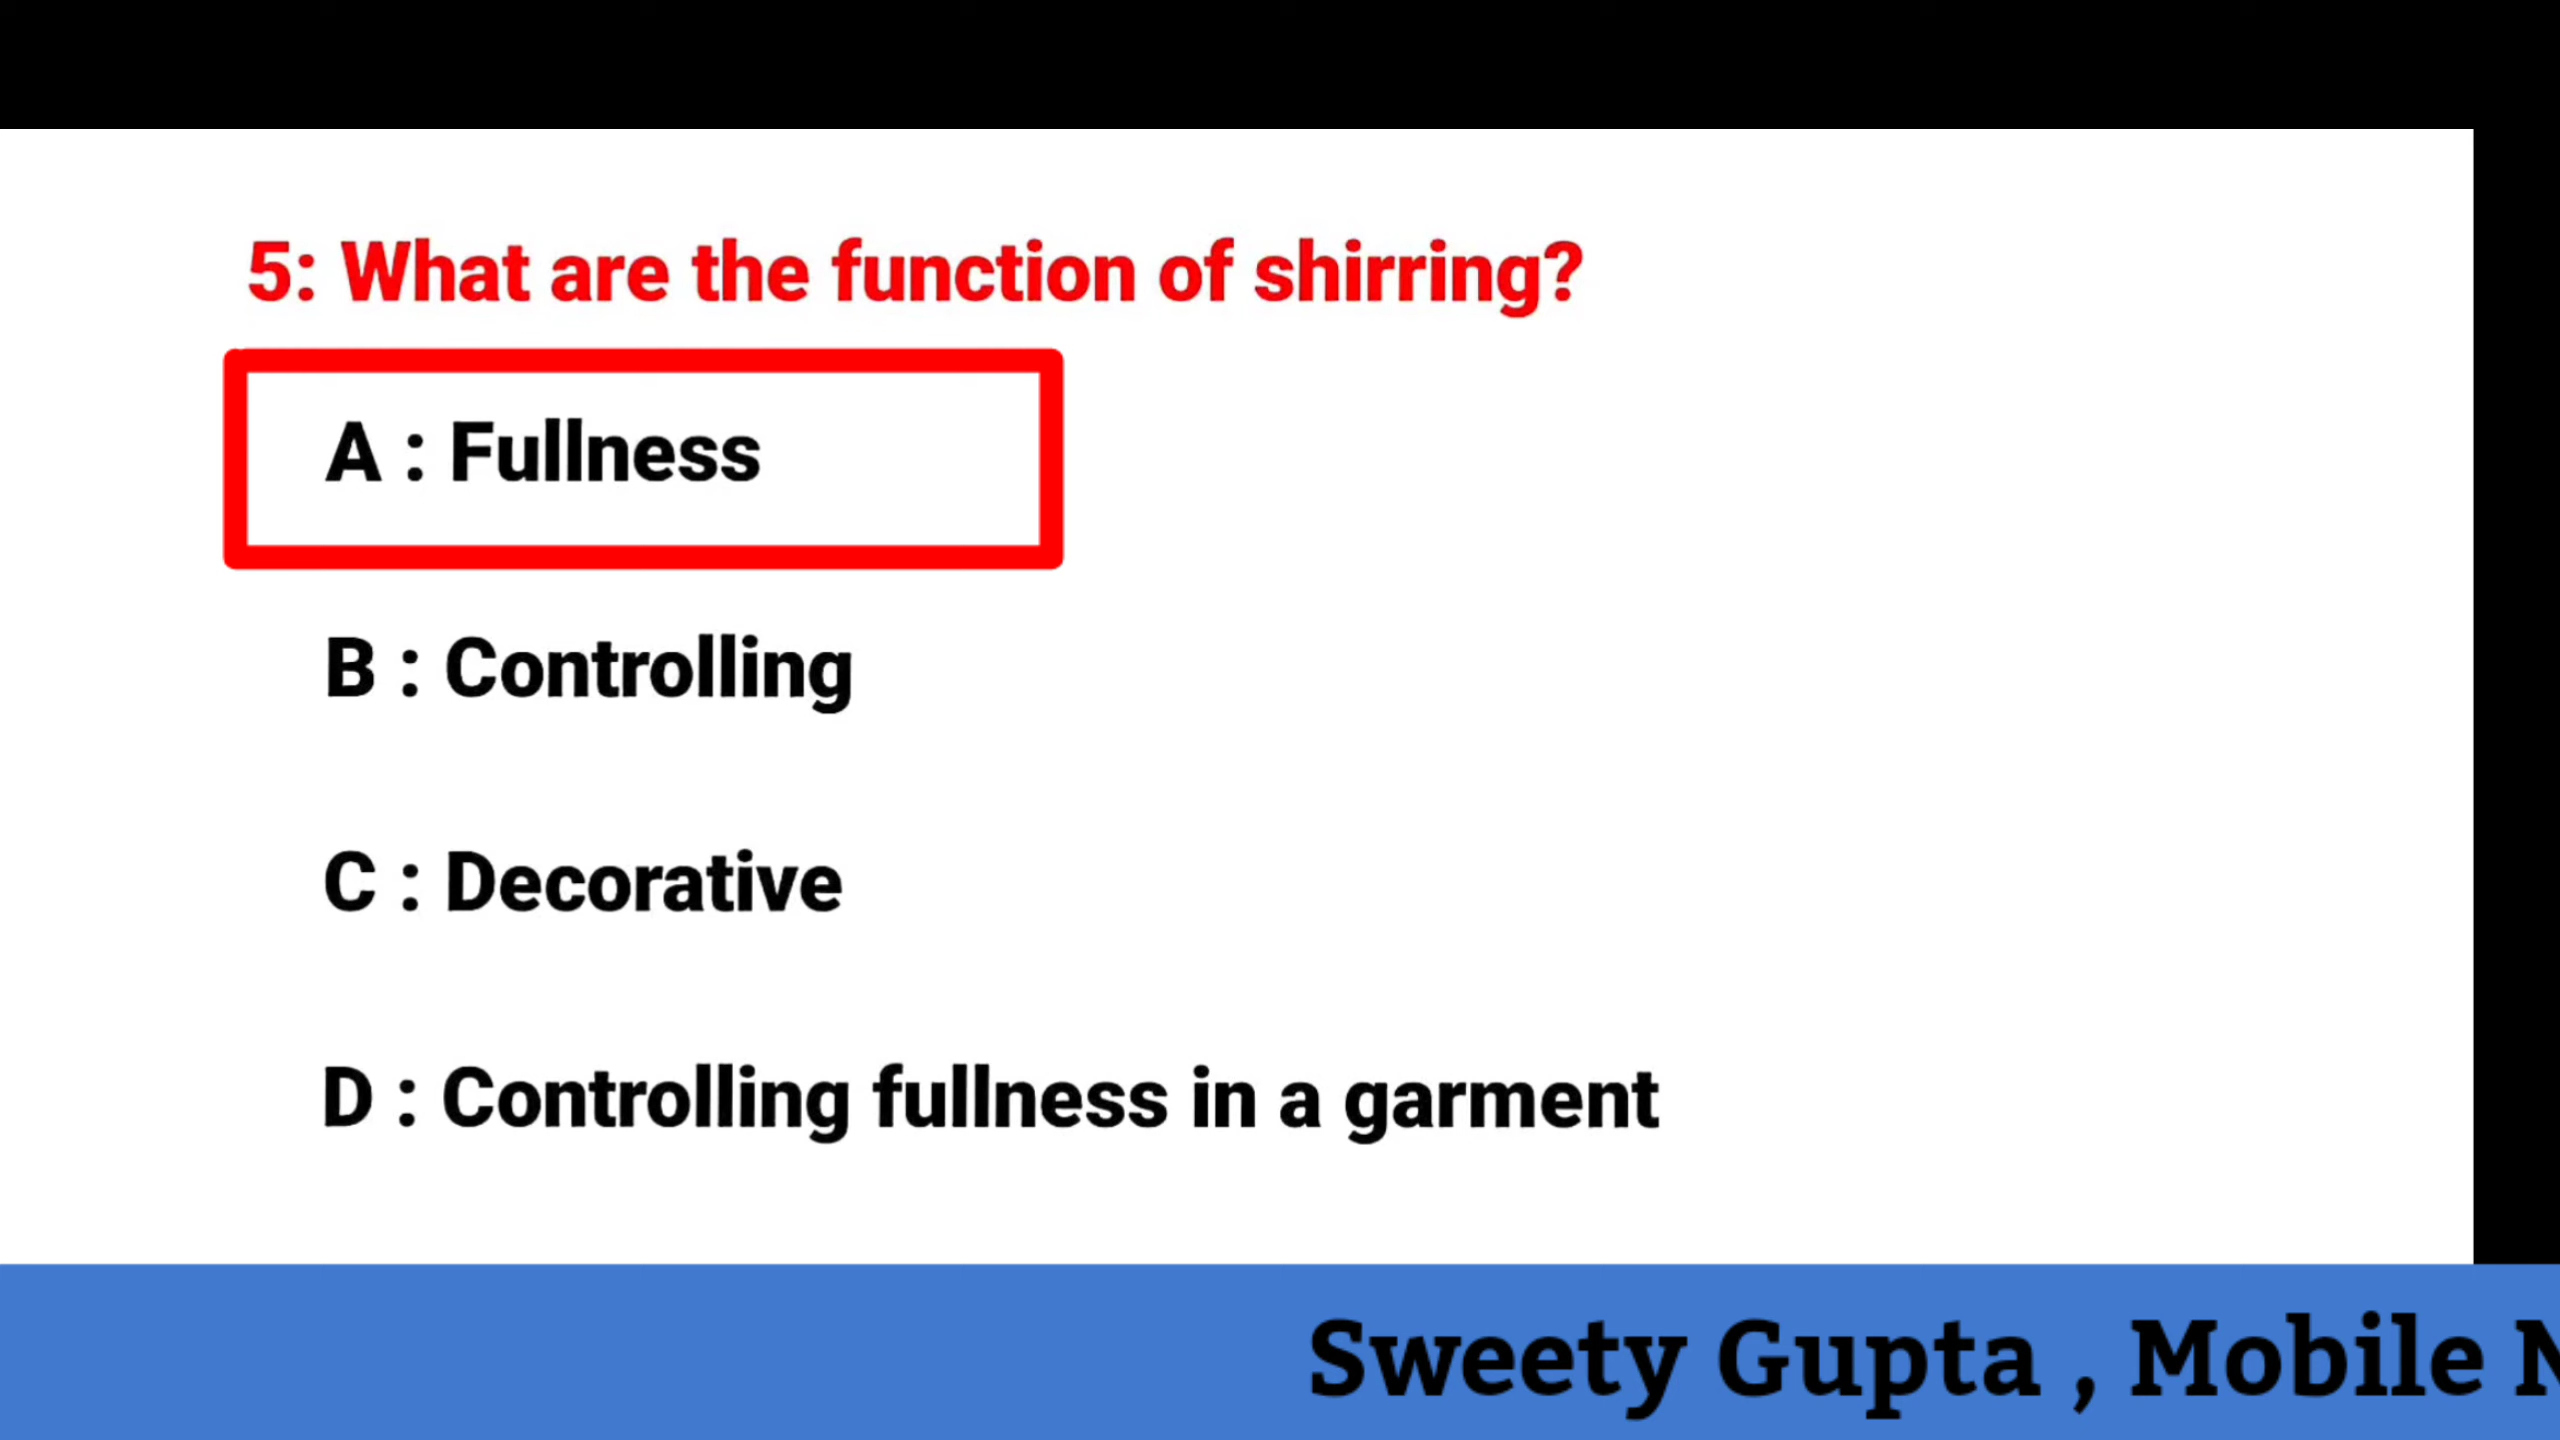 5: What are the function of shirring?
A : Fullness
B : Controlling
C : Decorative
D : Controlling fullness in a garment
Sweety Gupta , Mobile